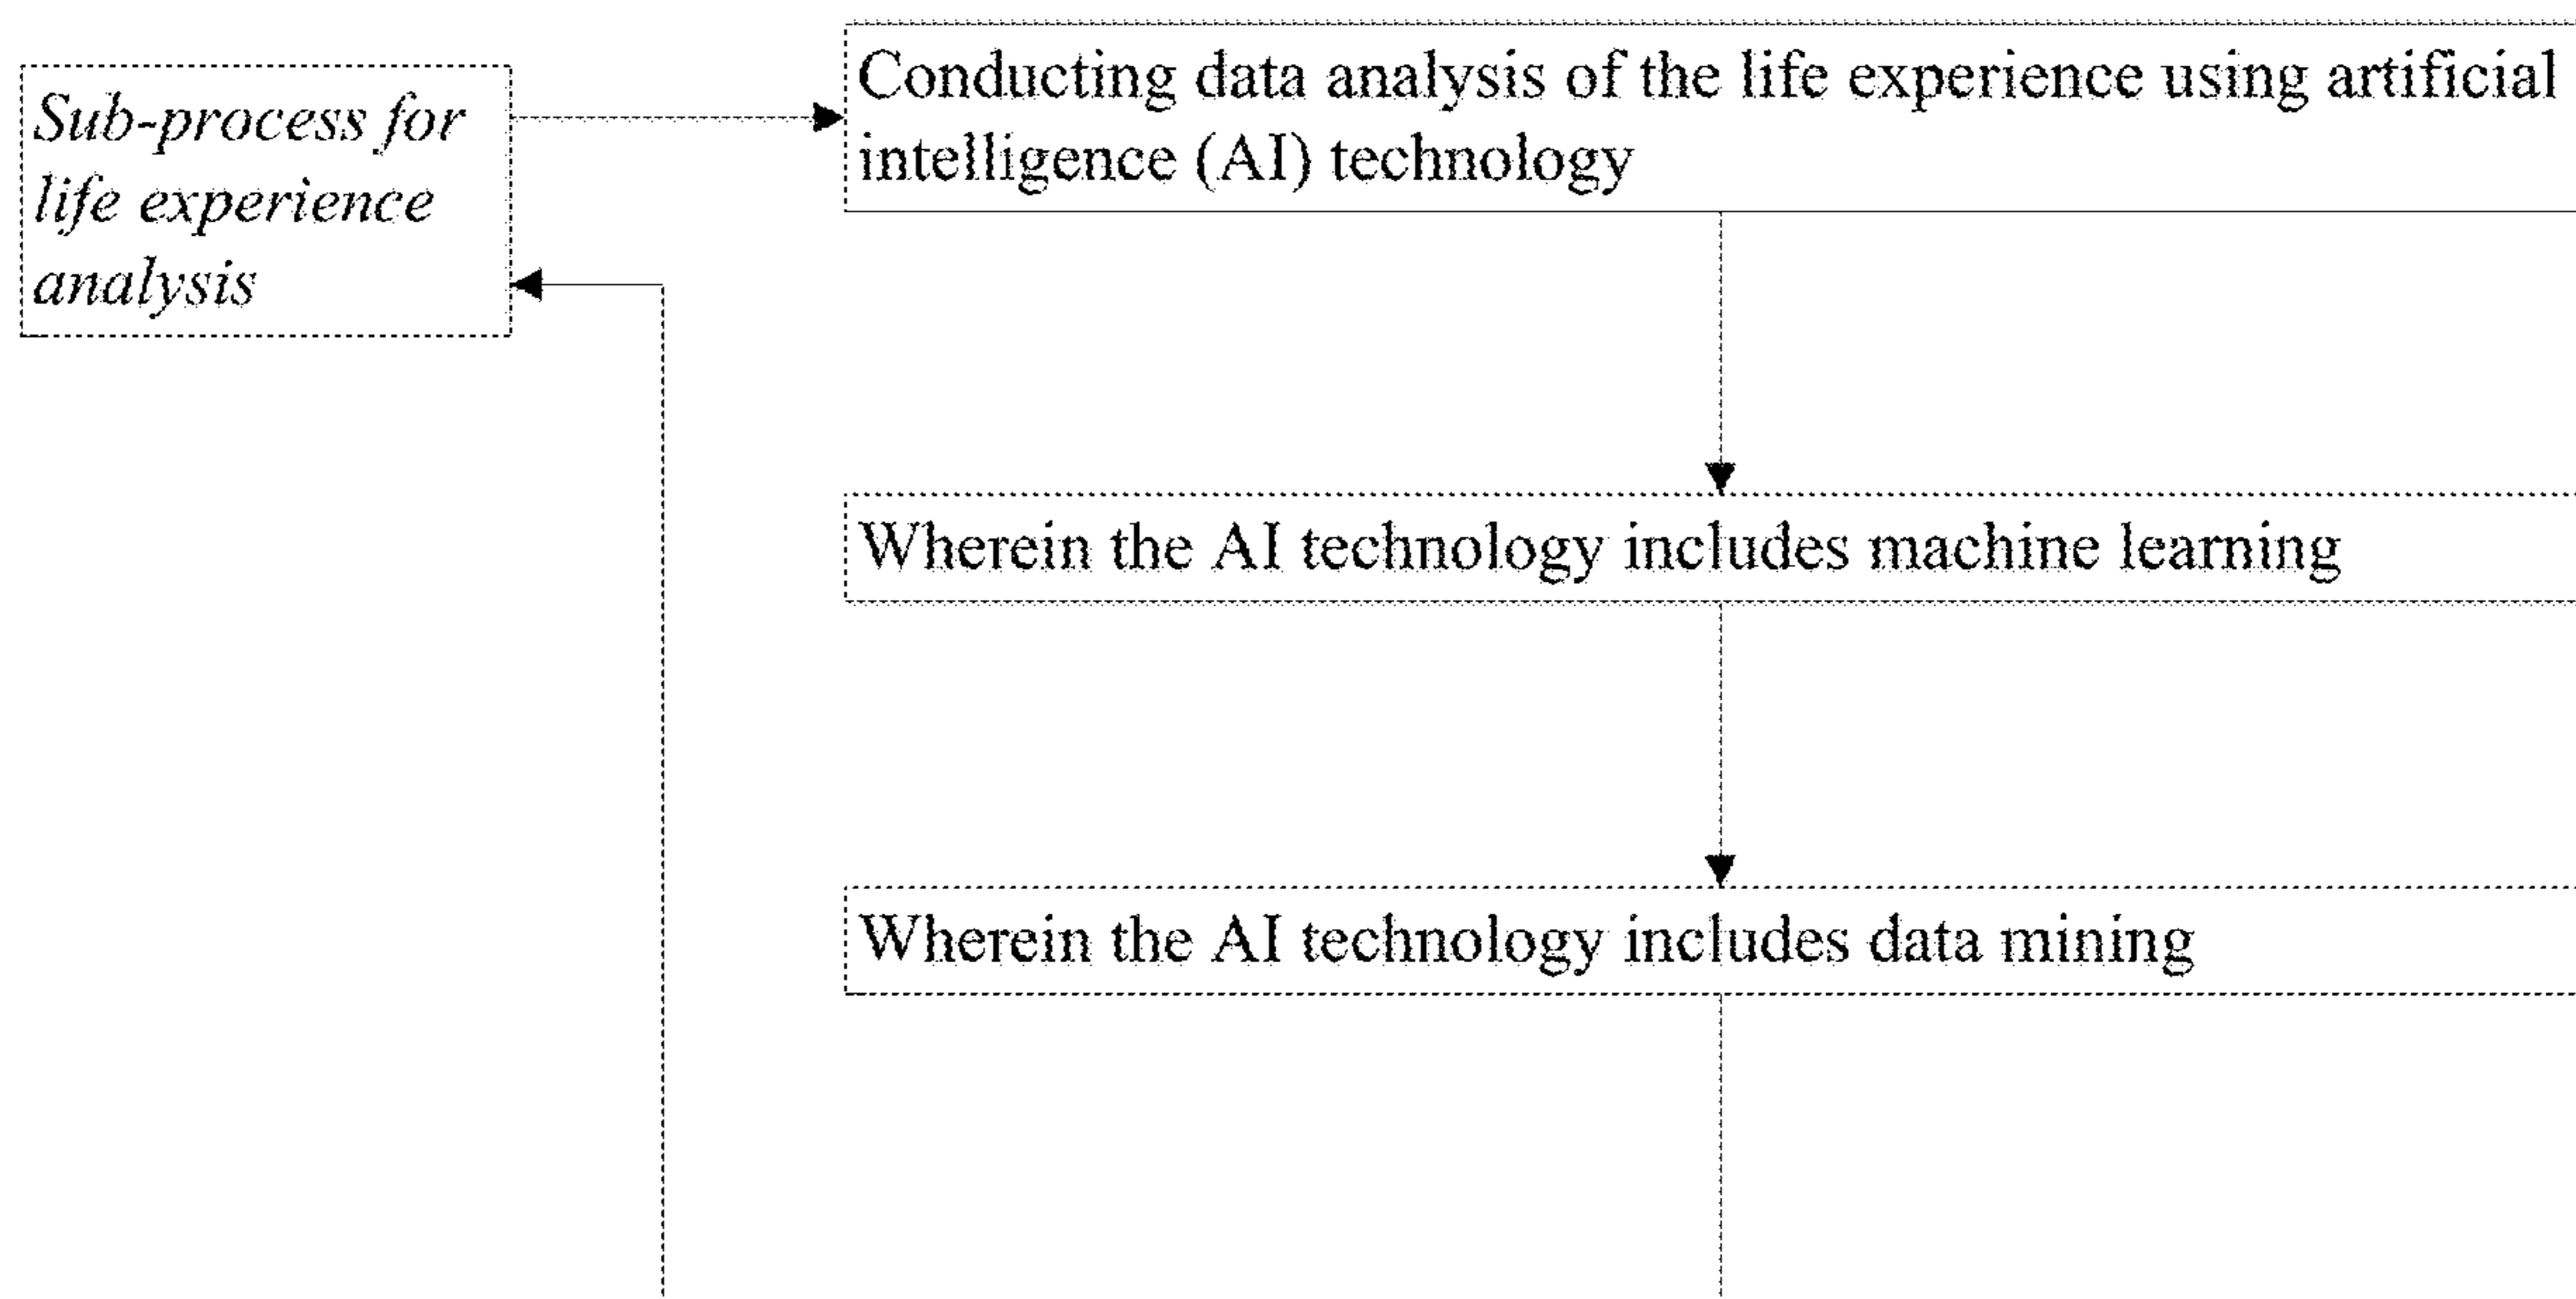 Sub-process for
life experience
analysis
Conducting data analysis of the life experience using artificial
intelligence (AI) technology
Wherein the AI technology includes machine learning
Wherein the AI technology includes data mining